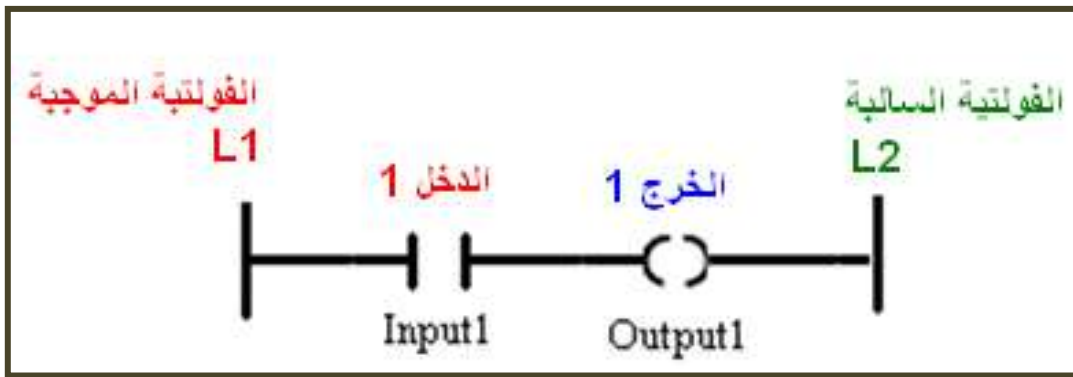 الفولتية الموجبة
L1
الفولتية السالبة
L2
الدخل 1
الخرج 1
Input1
Output1